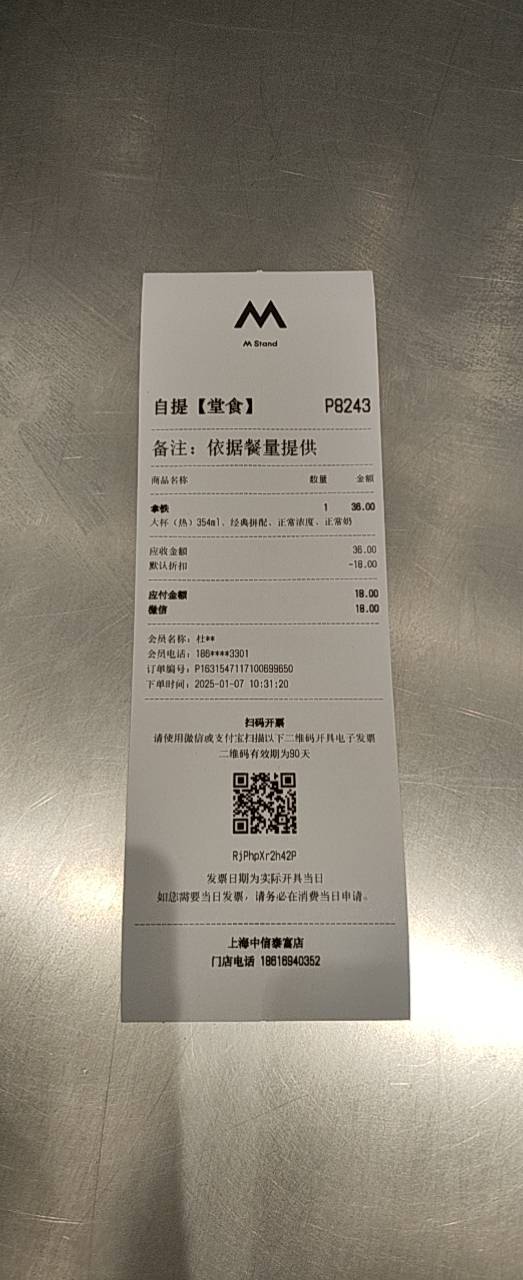 M Stand
自提【堂食】 P8243
备注：依据餐量提供
商品名称 数量 金额
拿铁 1 36.00
大杯（热）354ml、经典拼配、正常浓度、正常奶
应收金额 36.00
默认折扣 -18.00
应付金额 18.00
微信 18.00
会员名称：杜**
会员电话：186****3301
订单编号：P1631547117100699650
下单时间：2025-01-07 10:31:20
扫码开票
请使用微信或支付宝扫描以下二维码开具电子发票
二维码有效期为90天
RjPhpXr2h42P
发票日期为实际开具当日
如您需要当日发票，请务必在消费当日申请。
上海中信泰富店
门店电话 18616940352